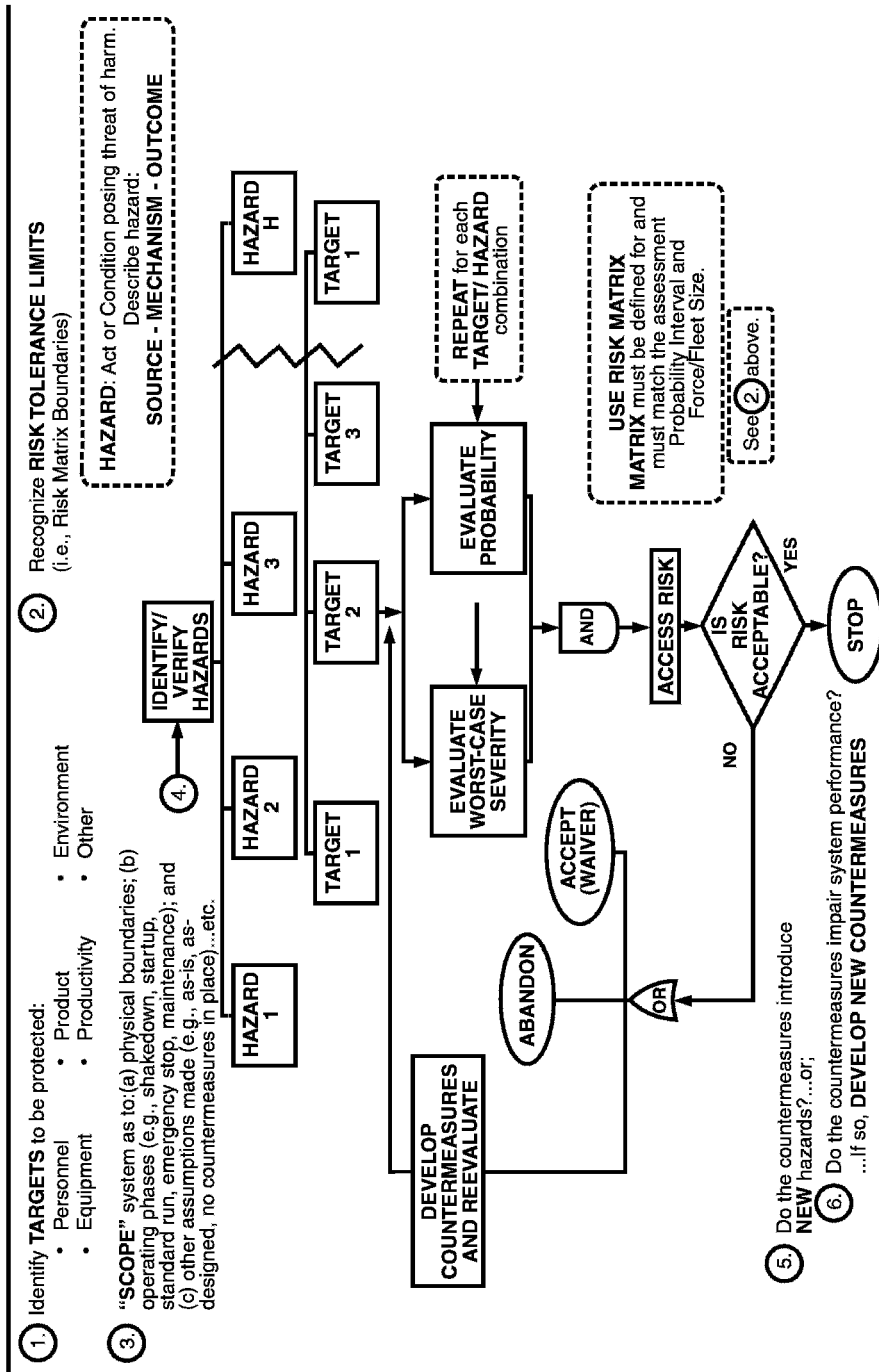 1. Identify TARGETS to be protected:
• Personnel • Product • Environment
• Equipment • Productivity • Other
2. Recognize RISK TOLERANCE LIMITS
(i.e., Risk Matrix Boundaries)
3. "SCOPE" system as to:(a) physical boundaries; (b)
operating phases (e.g., shakedown, startup,
standard run, emergency stop, maintenance); and
(c) other assumptions made (e.g., as-is, as-
designed, no countermeasures in place)...etc.
HAZARD: Act or Condition posing threat of harm.
Describe hazard:
SOURCE - MECHANISM - OUTCOME
4.
IDENTIFY/
VERIFY
HAZARDS
HAZARD
1
HAZARD
2
HAZARD
3
HAZARD
H
TARGET
1
TARGET
2
TARGET
3
TARGET
1
EVALUATE
WORST-CASE
SEVERITY
EVALUATE
PROBABILITY
REPEAT for each
TARGET/ HAZARD
combination
DEVELOP
COUNTERMEASURES
AND REEVALUATE
ABANDON
ACCEPT
(WAIVER)
OR
AND
ACCESS RISK
IS
RISK
ACCEPTABLE?
NO
YES
STOP
USE RISK MATRIX
MATRIX must be defined for and
must match the assessment
Probability Interval and
Force/Fleet Size.
See 2. above.
5. Do the countermeasures introduce
NEW hazards?...or;
6. Do the countermeasures impair system performance?
...If so, DEVELOP NEW COUNTERMEASURES